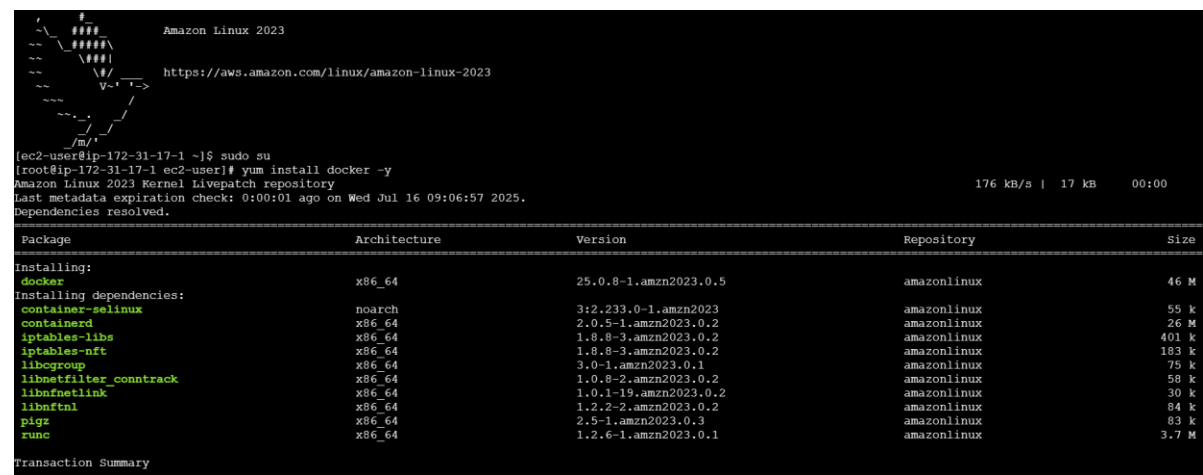 ,     #_
   ~\_  ####_        Amazon Linux 2023
  ~~  \_#####\
  ~~     \###|
  ~~       \#/ ___   https://aws.amazon.com/linux/amazon-linux-2023
   ~~       V~' '->
    ~~~         /
      ~~._.   _/
         _/ _/
       _/m/'
[ec2-user@ip-172-31-17-1 ~]$ sudo su
[root@ip-172-31-17-1 ec2-user]# yum install docker -y
Amazon Linux 2023 Kernel Livepatch repository 176 kB/s | 17 kB 00:00
Last metadata expiration check: 0:00:01 ago on Wed Jul 16 09:06:57 2025.
Dependencies resolved.
Package Architecture Version Repository Size
Installing:
docker x86_64 25.0.8-1.amzn2023.0.5 amazonlinux 46 M
Installing dependencies:
container-selinux noarch 3:2.233.0-1.amzn2023 amazonlinux 55 k
containerd x86_64 2.0.5-1.amzn2023.0.2 amazonlinux 26 M
iptables-libs x86_64 1.8.8-3.amzn2023.0.2 amazonlinux 401 k
iptables-nft x86_64 1.8.8-3.amzn2023.0.2 amazonlinux 183 k
libcgroup x86_64 3.0-1.amzn2023.0.1 amazonlinux 75 k
libnetfilter_conntrack x86_64 1.0.8-2.amzn2023.0.2 amazonlinux 58 k
libnfnetlink x86_64 1.0.1-19.amzn2023.0.2 amazonlinux 30 k
libnftnl x86_64 1.2.2-2.amzn2023.0.2 amazonlinux 84 k
pigz x86_64 2.5-1.amzn2023.0.3 amazonlinux 83 k
runc x86_64 1.2.6-1.amzn2023.0.1 amazonlinux 3.7 M
Transaction Summary